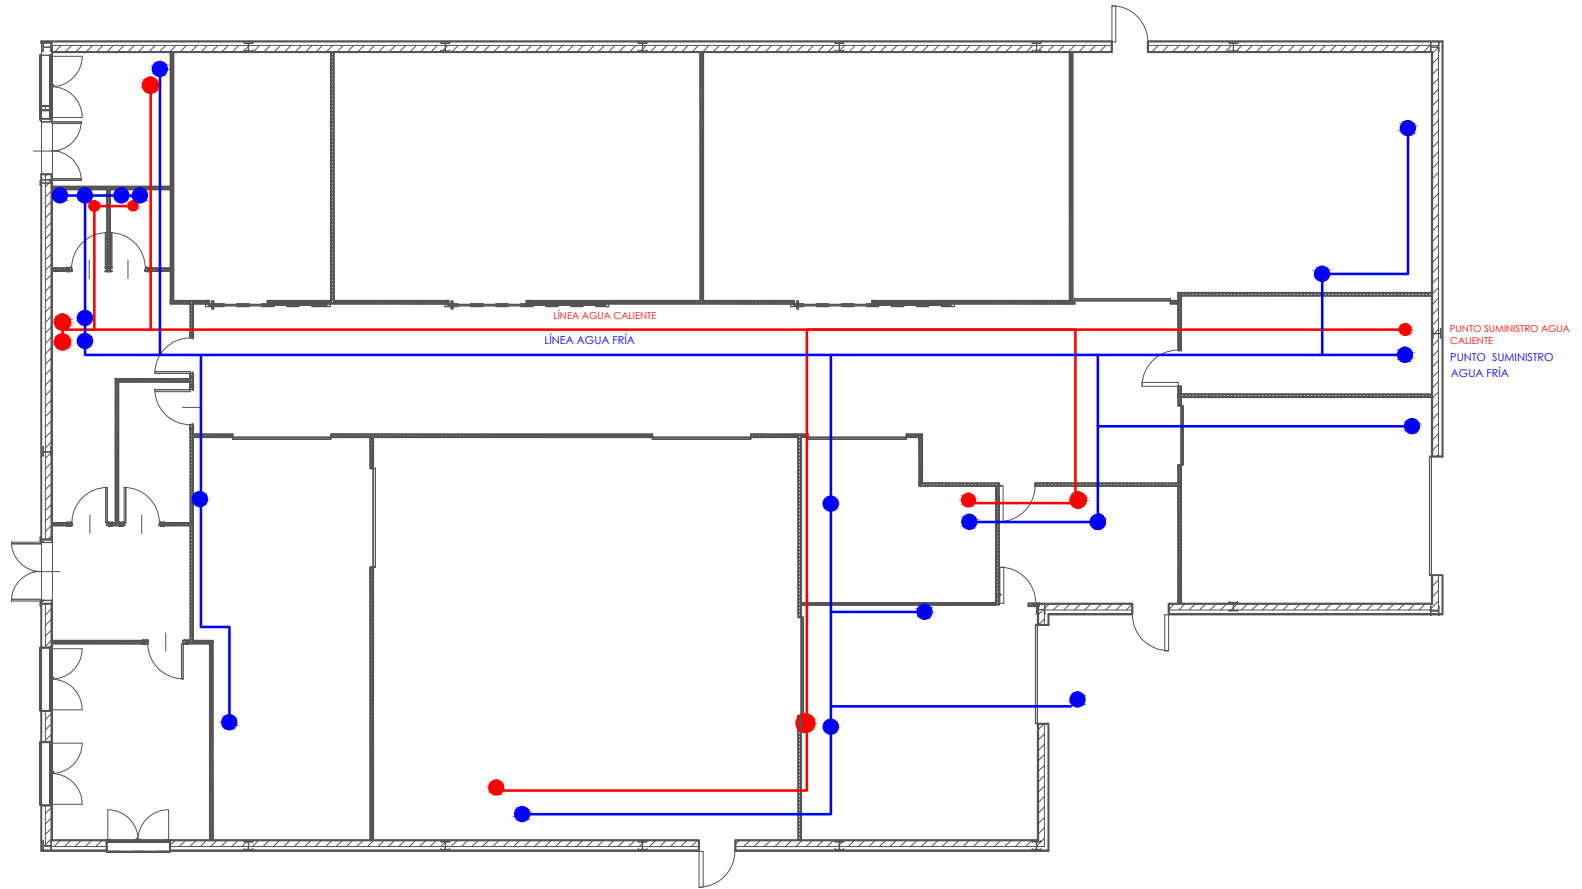 LÍNEA AGUA CALIENTE
LÍNEA AGUA FRÍA
PUNTO SUMINISTRO AGUA
CALIENTE
PUNTO SUMINISTRO
AGUA FRÍA